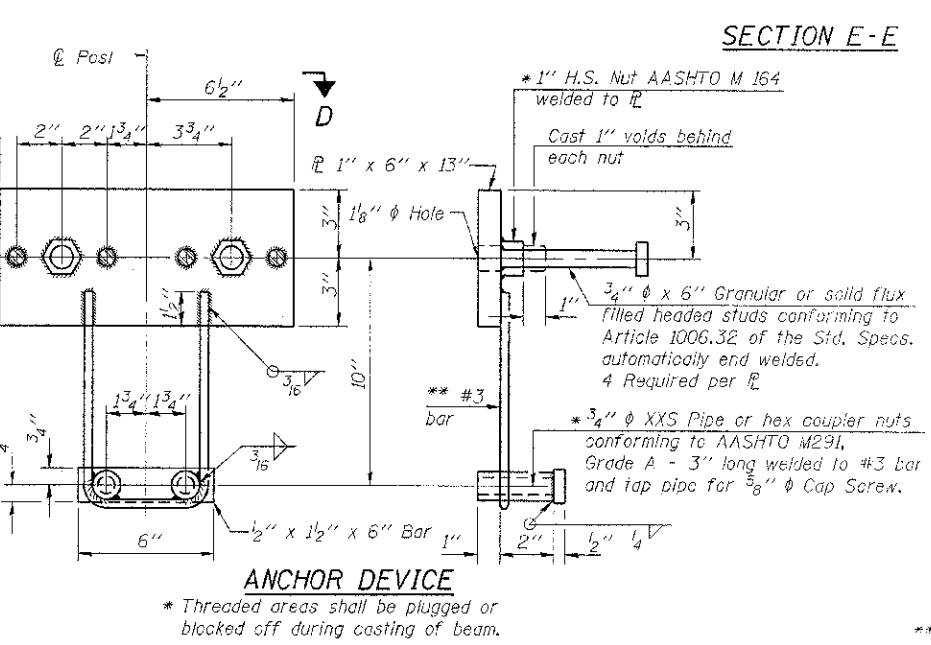 SECTION E-E
℄ Post
6½"
D
2" 2" 1¾" 3¾"
* 1" H.S. Nut AASHTO M 164
welded to ℙ
Cast 1" voids behind
each nut
ℙ 1" x 6" x 13"
1⅛" ϕ Hole
3"
3"
3"
1½"
10"
1"
¾" ϕ x 6" Granular or solid flux
filled headed studs conforming to
Article 1006.32 of the Std. Specs.
automatically end welded.
4 Required per ℙ
3/16
** #3
bar
1¾" 1¾"
¾"
4
3/16
* ¾" ϕ XXS Pipe or hex coupler nuts
conforming to AASHTO M291,
Grade A - 3" long welded to #3 bar
and tap pipe for ⅝" ϕ Cap Screw.
6"
½" x 1½" x 6" Bar
1" 2" ½" ¼
ANCHOR DEVICE
* Threaded areas shall be plugged or
blocked off during casting of beam.
**